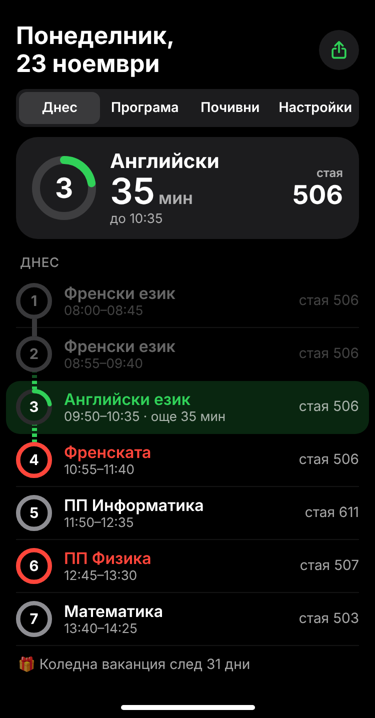 Понеделник,
23 ноември
Днес Програма Почивни Настройки
3
Английски
35 мин
до 10:35
стая
506
ДНЕС
1 Френски език стая 506
08:00–08:45
2 Френски език стая 506
08:55–09:40
3 Английски език стая 506
09:50–10:35 · още 35 мин
4 Френската стая 506
10:55–11:40
5 ПП Информатика стая 611
11:50–12:35
6 ПП Физика стая 507
12:45–13:30
7 Математика стая 503
13:40–14:25
🎁 Коледна ваканция след 31 дни